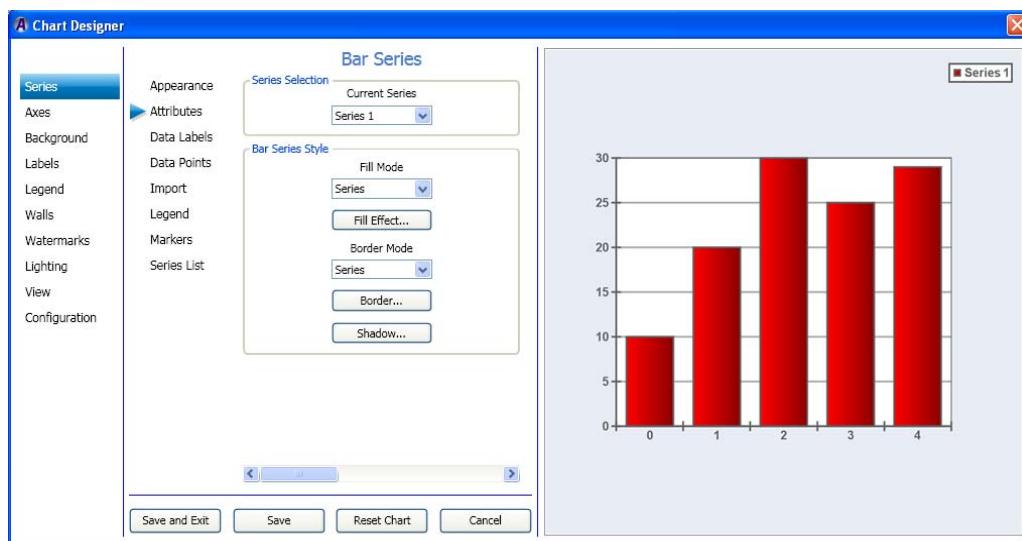 Chart Designer
Series
Axes
Background
Labels
Legend
Walls
Watermarks
Lighting
View
Configuration
Appearance
Attributes
Data Labels
Data Points
Import
Legend
Markers
Series List
Bar Series
Series Selection
Current Series
Series 1
Bar Series Style
Fill Mode
Series
Fill Effect...
Border Mode
Series
Border...
Shadow...
Save and Exit
Save
Reset Chart
Cancel
Series 1
30
25
20
15
10
5
0
0 1 2 3 4